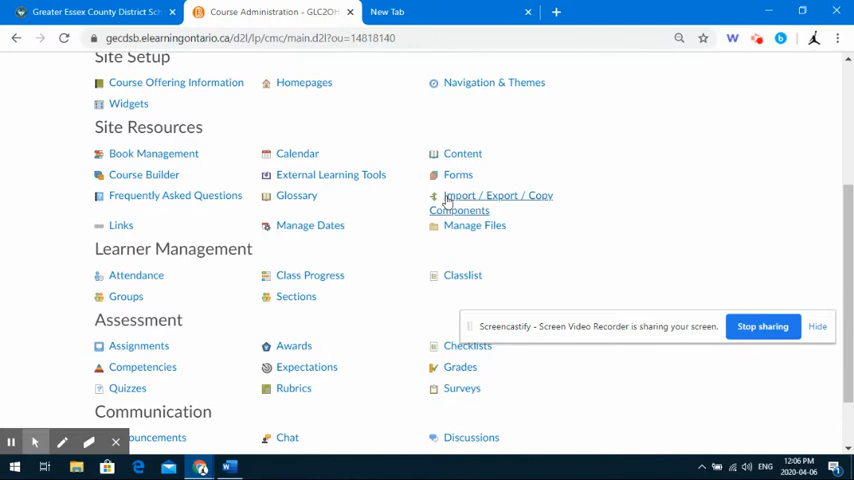 Greater Essex County District Sch
Course Administration - GLC2OM
New Tab
gecdsb.elearningontario.ca/d2l/lp/cmc/main.d2l?ou=14818140
Site Setup
Course Offering Information Homepages Navigation & Themes
Widgets
Site Resources
Book Management Calendar Content
Course Builder External Learning Tools Forms
Frequently Asked Questions Glossary Import / Export / Copy
Components
Links Manage Dates Manage Files
Learner Management
Attendance Class Progress Classlist
Groups Sections
Screencastify - Screen Video Recorder is sharing your screen. Stop sharing Hide
Assessment
Assignments Awards Checklists
Competencies Expectations Grades
Quizzes Rubrics Surveys
Communication
ouncements Chat Discussions
ENG 12:06 PM
2020-04-06